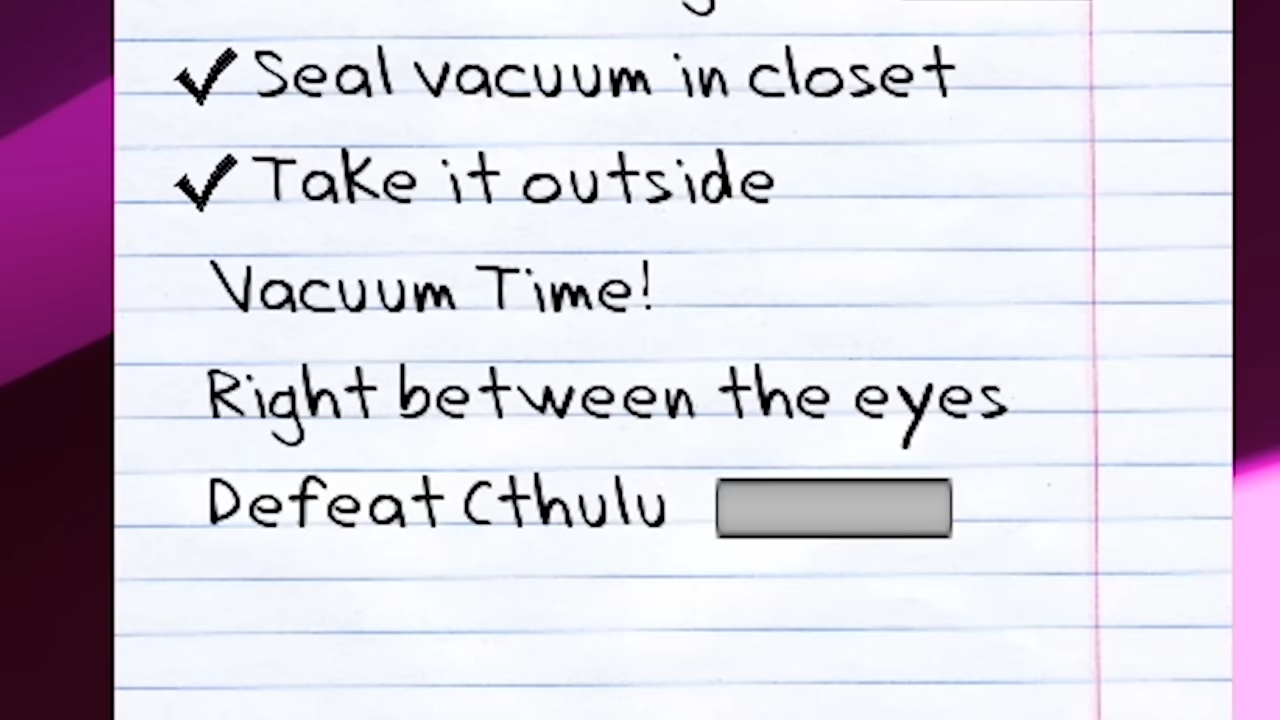 Seal vacuum in closet
Take it outside
Vacuum Time!
Right between the eyes
Defeat Cthulu